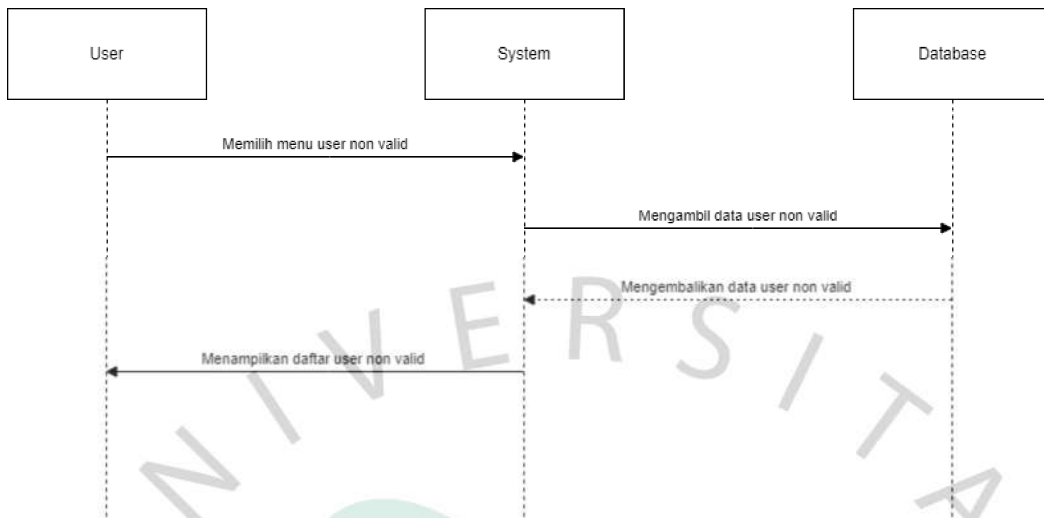 User
System
Database
Memilih menu user non valid
Mengambil data user non valid
Mengembalikan data user non valid
Menampilkan daftar user non valid
NIVERSITA